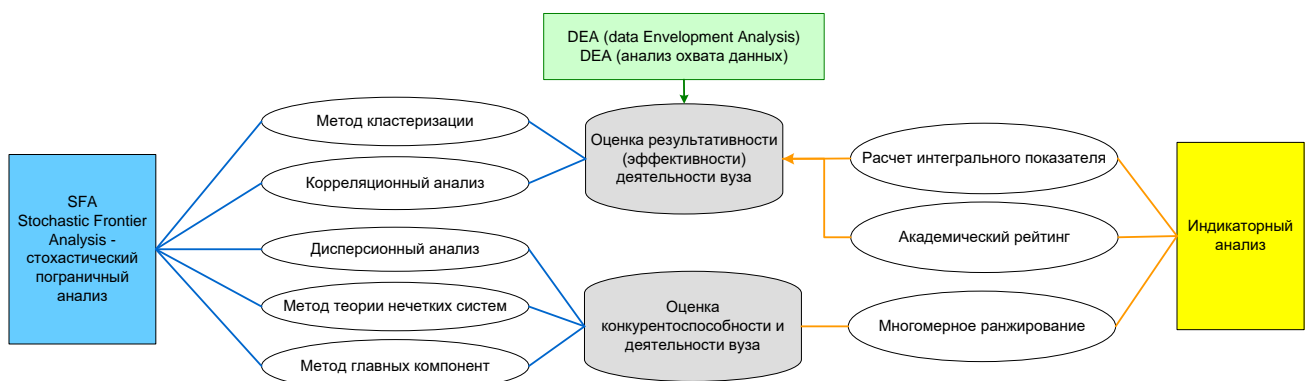 DEA (data Envelopment Analysis)
DEA (анализ охвата данных)
Метод кластеризации
Оценка результативности
(эффективности)
деятельности вуза
Расчет интегрального показателя
SFA
Stochastic Frontier
Analysis -
стохастический
пограничный
анализ
Корреляционный анализ
Индикаторный
анализ
Дисперсионный анализ
Академический рейтинг
Метод теории нечетких систем
Оценка
конкурентоспособности и
деятельности вуза
Многомерное ранжирование
Метод главных компонент